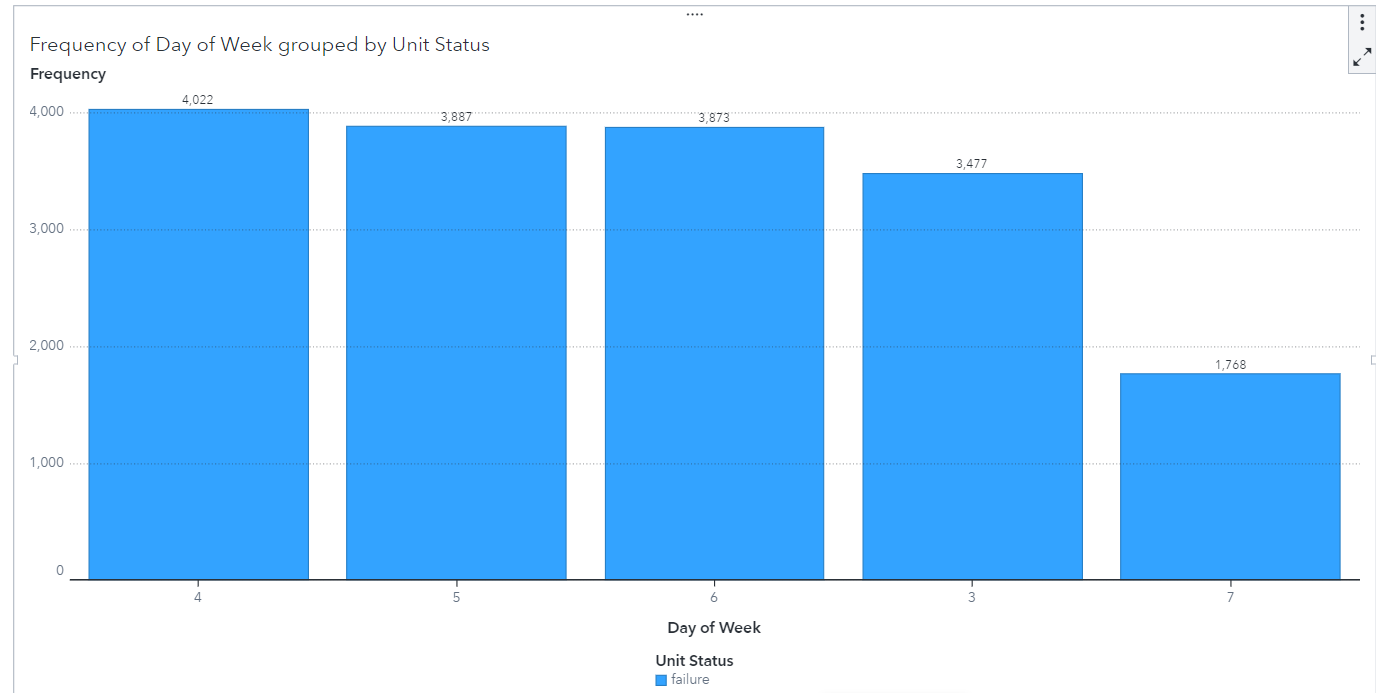 Frequency of Day of Week grouped by Unit Status
Frequency
4,022
4,000
3,887
3,873
3,477
3,000
2,000
1,768
1,000
0
4 5 6 3 7
Day of Week
Unit Status
failure